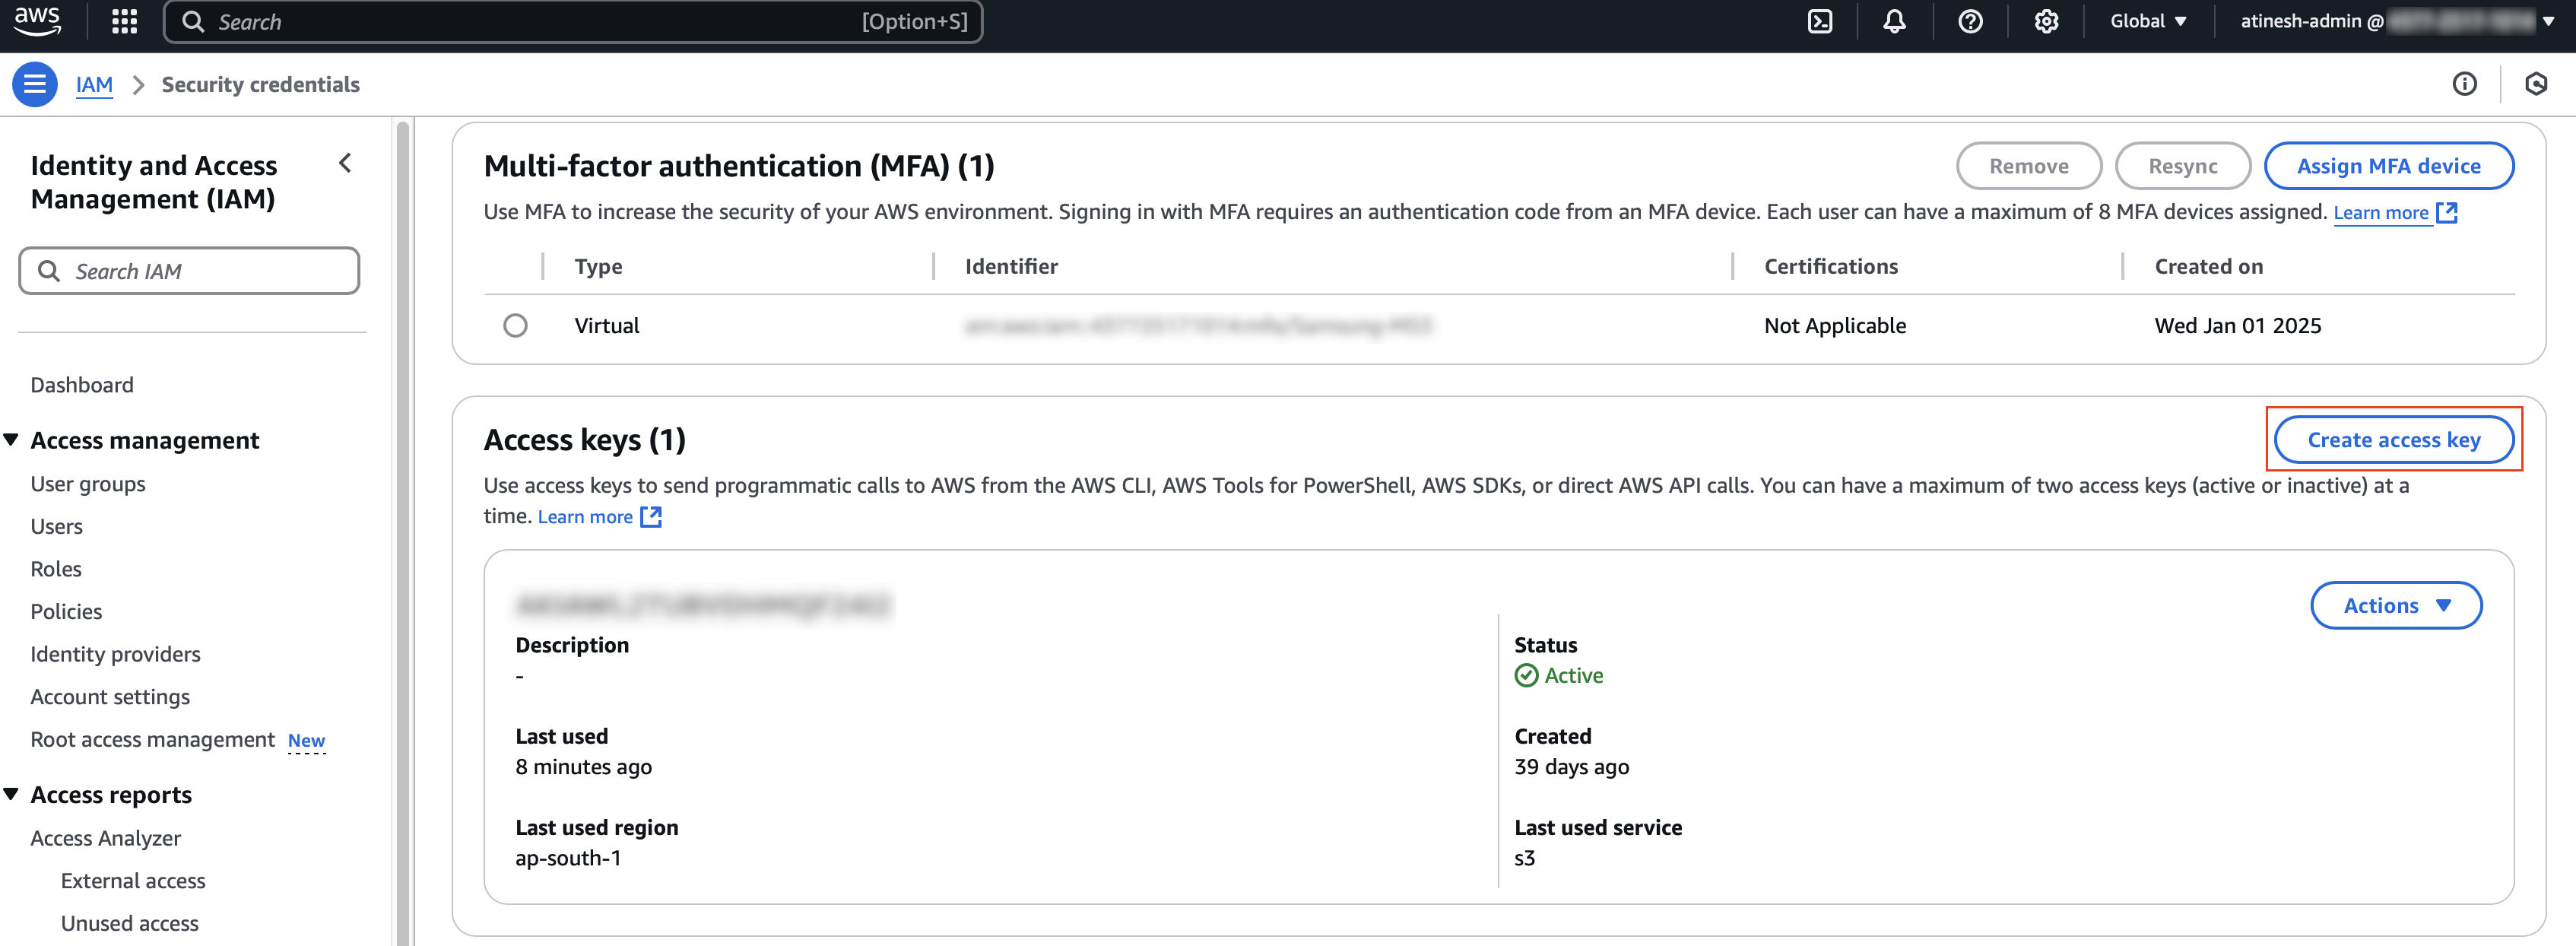 aws
Search
[Option+S]
Global
atinesh-admin @
IAM
Security credentials
Identity and Access
Management (IAM)
Search IAM
Dashboard
Access management
User groups
Users
Roles
Policies
Identity providers
Account settings
Root access management New
Access reports
Access Analyzer
External access
Unused access
Multi-factor authentication (MFA) (1)
Remove
Resync
Assign MFA device
Use MFA to increase the security of your AWS environment. Signing in with MFA requires an authentication code from an MFA device. Each user can have a maximum of 8 MFA devices assigned. Learn more
Type
Identifier
Certifications
Created on
Virtual
Not Applicable
Wed Jan 01 2025
Access keys (1)
Create access key
Use access keys to send programmatic calls to AWS from the AWS CLI, AWS Tools for PowerShell, AWS SDKs, or direct AWS API calls. You can have a maximum of two access keys (active or inactive) at a
time. Learn more
Actions
Description
-
Status
Active
Last used
8 minutes ago
Created
39 days ago
Last used region
ap-south-1
Last used service
s3